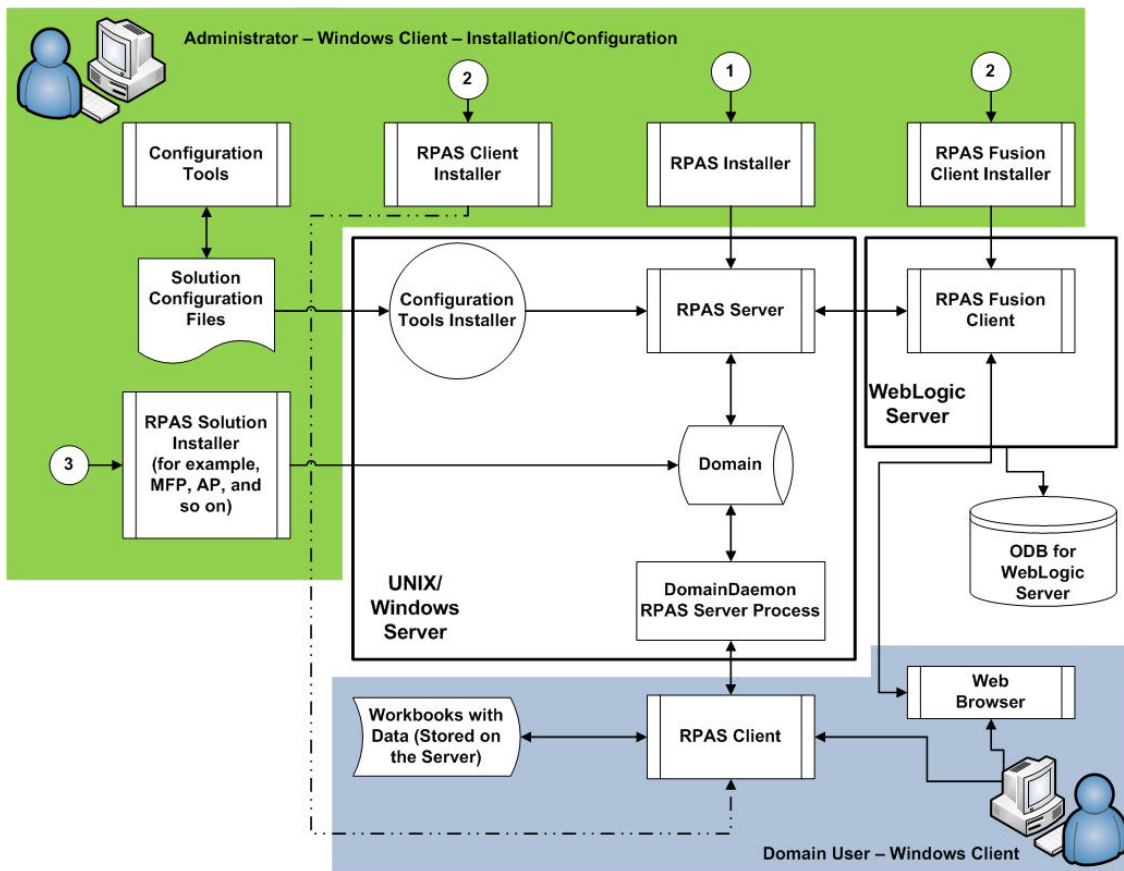 Administrator – Windows Client – Installation/Configuration
2
1
2
Configuration
Tools
RPAS Client
Installer
RPAS Installer
RPAS Fusion
Client Installer
Solution
Configuration
Files
Configuration
Tools Installer
RPAS Server
RPAS Fusion
Client
WebLogic
Server
3
RPAS Solution
Installer
(for example,
MFP, AP, and
so on)
Domain
ODB for
WebLogic
Server
UNIX/
Windows
Server
DomainDaemon
RPAS Server Process
Workbooks with
Data (Stored on
the Server)
RPAS Client
Web
Browser
Domain User – Windows Client